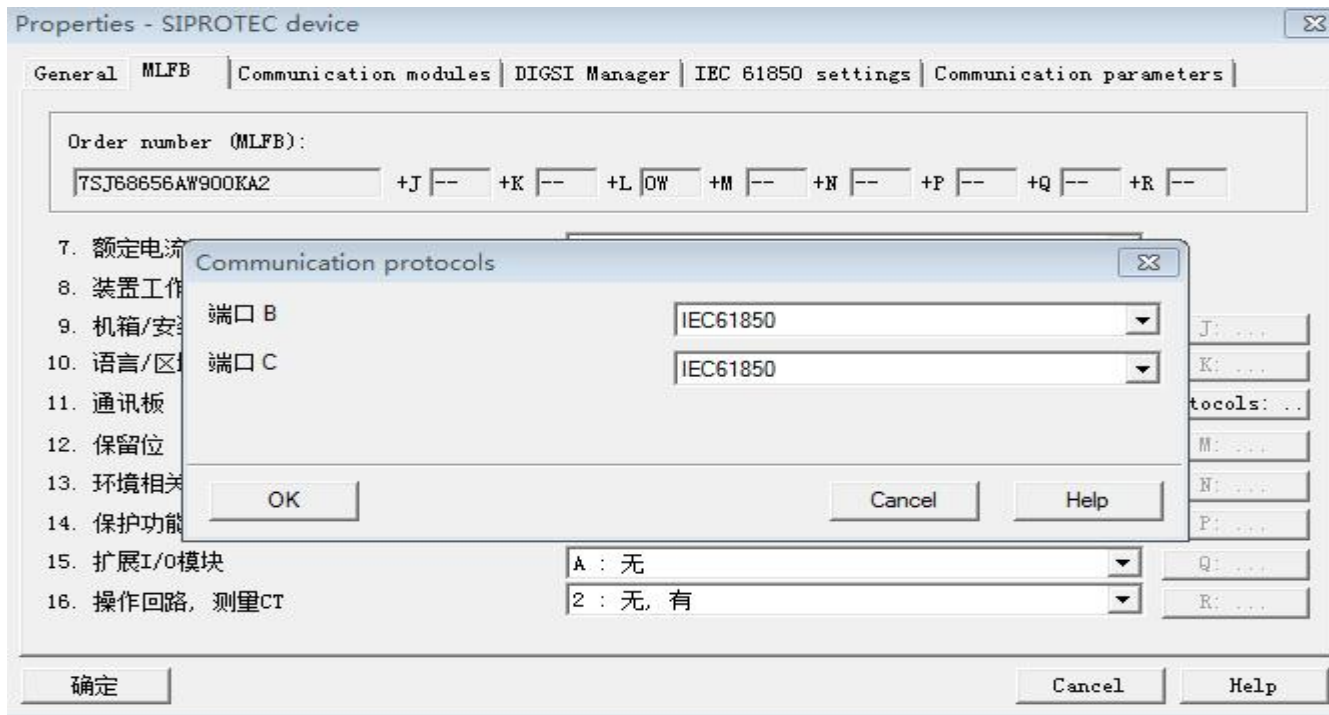 Properties - SIPROTEC device
General MLFB Communication modules DIGSI Manager IEC 61850 settings Communication parameters
Order number (MLFB):
7SJ68656AW900KA2 +J -- +K -- +L 0W +M -- +N -- +P -- +Q -- +R --
7. 额定电流
Communication protocols
8. 装置工作
端口 B IEC61850
9. 机箱/安装 J: ...
10. 语言/区域 K: ...
端口 C IEC61850
11. 通讯板 tocols: ..
12. 保留位 M: ...
13. 环境相关 N: ...
OK Cancel Help
14. 保护功能 P: ...
15. 扩展I/O模块 A : 无 Q: ...
16. 操作回路, 测量CT 2 : 无, 有 R: ...
确定 Cancel Help